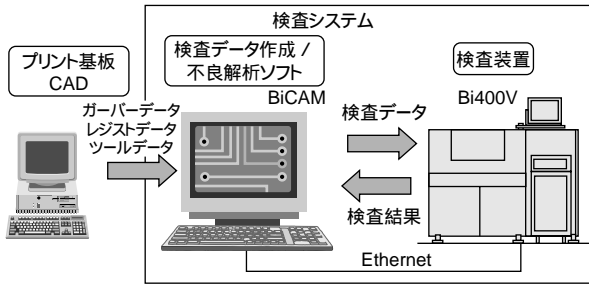 検査システム
プリント基板
CAD
検査データ作成 /
不良解析ソフト
BiCAM
検査装置
Bi400V
ガーバーデータ
レジストデータ
ツールデータ
検査データ
検査結果
Ethernet